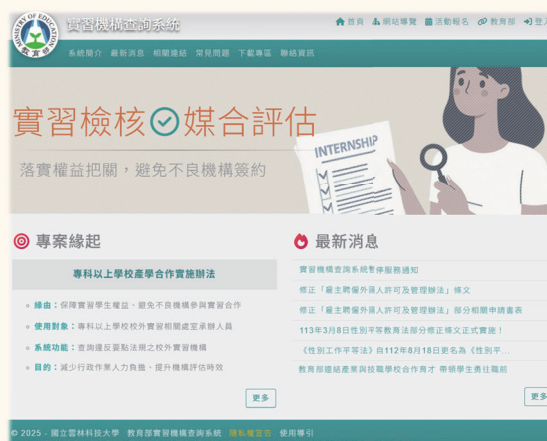 MINISTRY OF EDUCATION
教育部
實習機構查詢系統
首頁 網站導覽 活動報名 教育部 登
系統簡介 最新消息 相關連結 常見問題 下載專區 聯絡資訊
實習檢核媒合評估
落實權益把關，避免不良機構簽約
INTERNSHIP
專案緣起
專科以上學校產學合作實施辦法
緣由：保障實習學生權益、避免不良機構參與實習合作
使用對象：專科以上學校校外實習相關處室承辦人員
系統功能：查詢違反要點法規之校外實習機構
目的：減少行政作業人力負擔、提升機構評估時效
更多
最新消息
實習機構查詢系統暫停服務通知
修正「雇主聘僱外國人許可及管理辦法」條文
修正「雇主聘僱外國人許可及管理辦法」部分相關申請書表
113年3月8日性別平等教育法部分修正條文正式實施！
《性別工作平等法》自112年8月18日更名為《性別平...
教育部連結產業與技職學校合作育才 帶領學生勇往職前
更多
© 2025 - 國立雲林科技大學 教育部實習機構查詢系統 隱私權宣告 使用導引